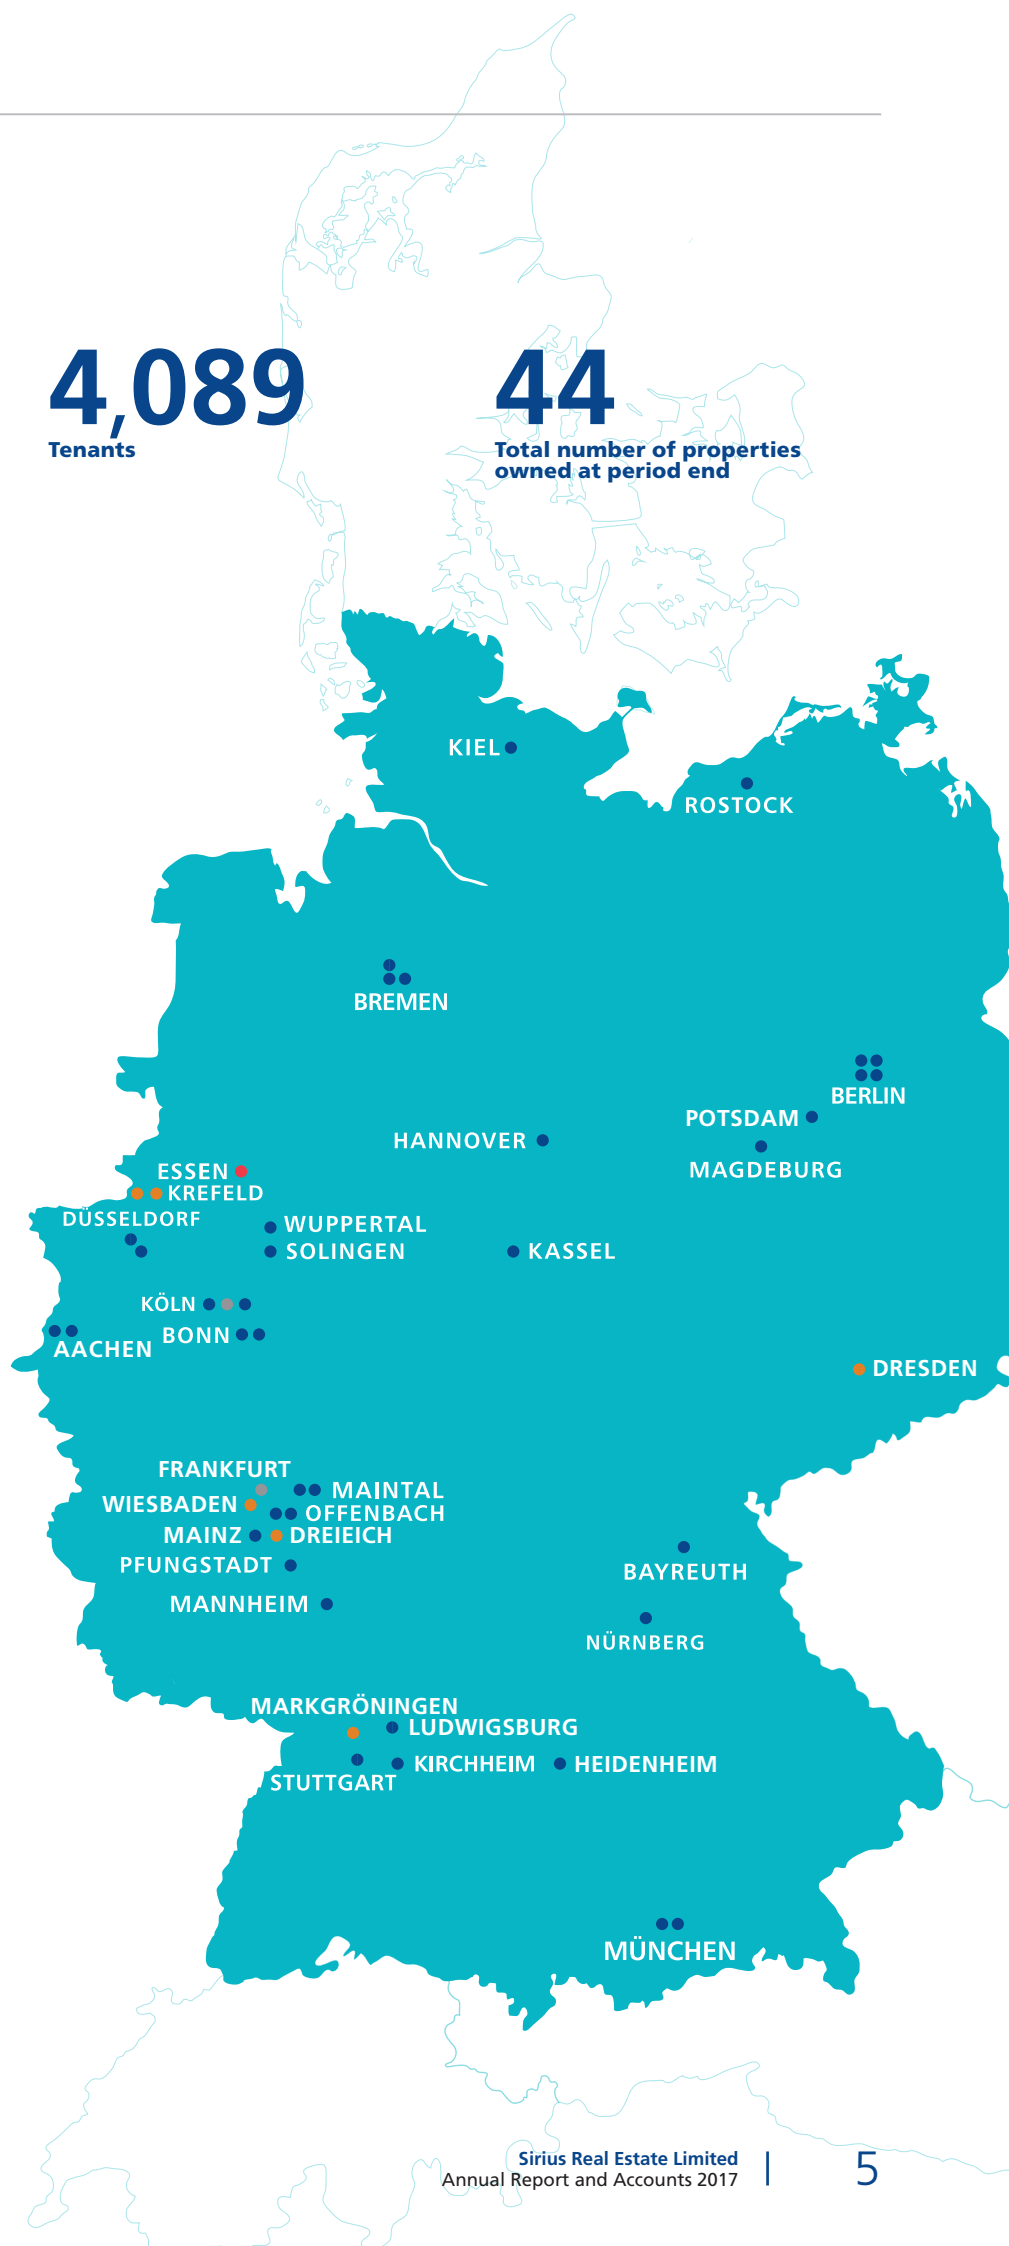 4,089
Tenants
44
Total number of properties
owned at period end
KIEL
ROSTOCK
BREMEN
BERLIN
POTSDAM
HANNOVER
MAGDEBURG
ESSEN
KREFELD
DÜSSELDORF
WUPPERTAL
SOLINGEN
KASSEL
KÖLN
BONN
AACHEN
DRESDEN
FRANKFURT
MAINTAL
WIESBADEN
OFFENBACH
MAINZ
DREIEICH
PFUNGSTADT
BAYREUTH
MANNHEIM
NÜRNBERG
MARKGRÖNINGEN
LUDWIGSBURG
KIRCHHEIM
HEIDENHEIM
STUTTGART
MÜNCHEN
Sirius Real Estate Limited
Annual Report and Accounts 2017
5